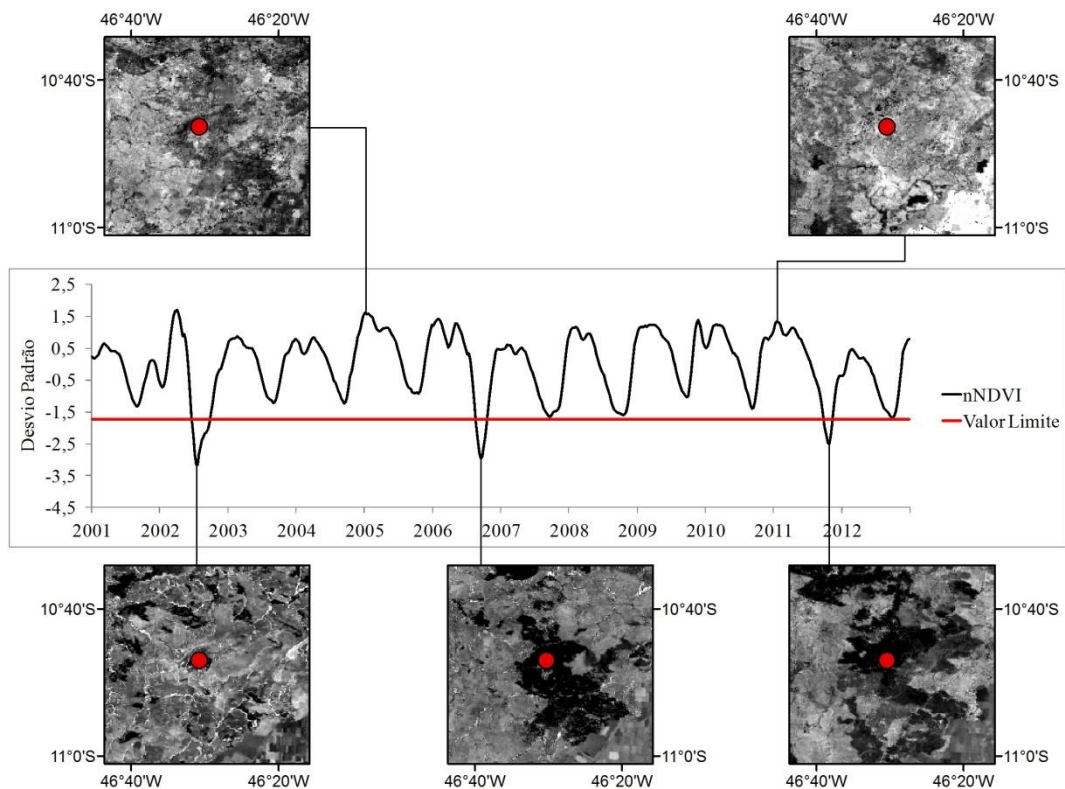 46°40'W 46°20'W 46°40'W 46°20'W
10°40'S 10°40'S
11°0'S 11°0'S
2,5
1,5
0,5
-0,5
-1,5
-2,5
-3,5
-4,5
Desvio Padrão
nNDVI
Valor Limite
2001 2002 2003 2004 2005 2006 2007 2008 2009 2010 2011 2012
10°40'S 10°40'S 10°40'S
11°0'S 11°0'S 11°0'S
46°40'W 46°20'W 46°40'W 46°20'W 46°40'W 46°20'W